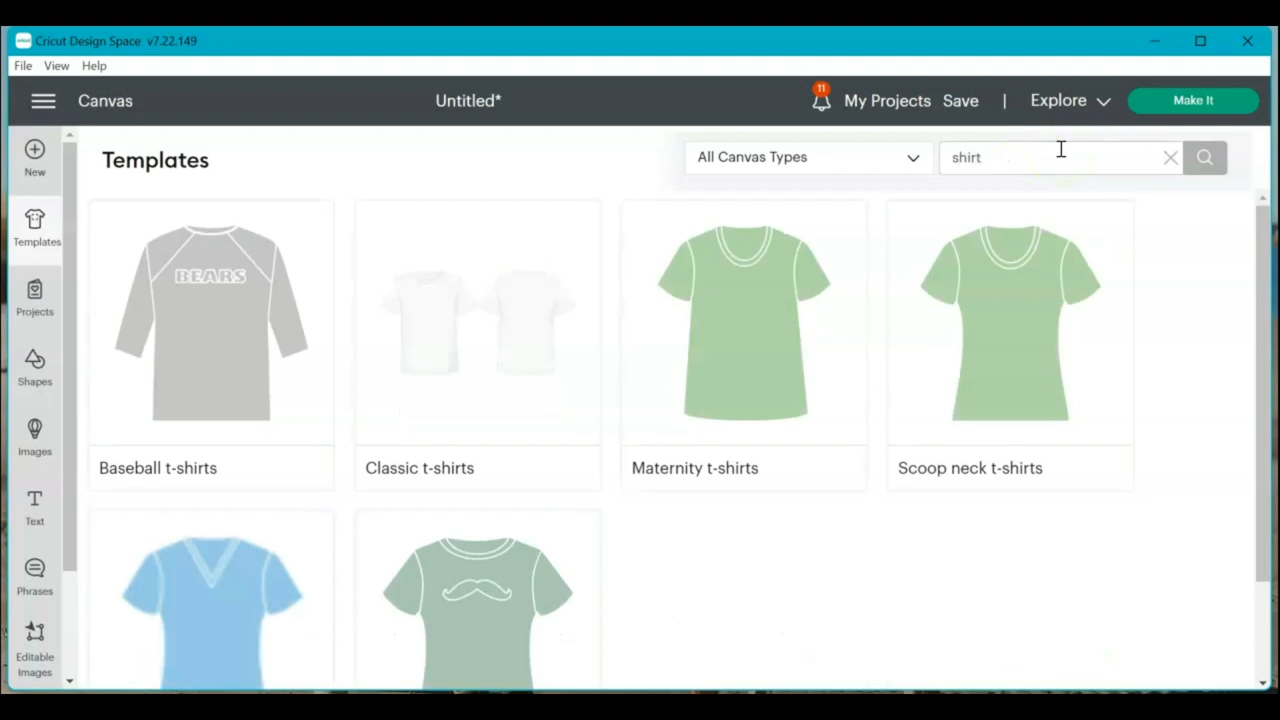 Cricut Design Space v7.22.149
File View Help
Canvas
Untitled*
11
My Projects Save | Explore
Make It
New
Templates
Projects
Shapes
Images
Text
Phrases
Editable
Images
Templates
All Canvas Types
shirt
BEARS
Baseball t-shirts
Classic t-shirts
Maternity t-shirts
Scoop neck t-shirts